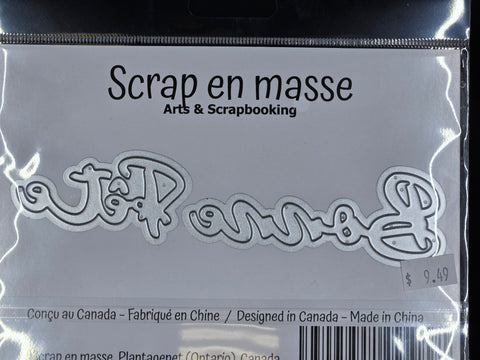 Scrap en masse
Arts & Scrapbooking
Bonne Fête
$ 9.49
Conçu au Canada - Fabriqué en Chine / Designed in Canada - Made in China
Scrap en masse, Plantagenet (Ontario) Canada